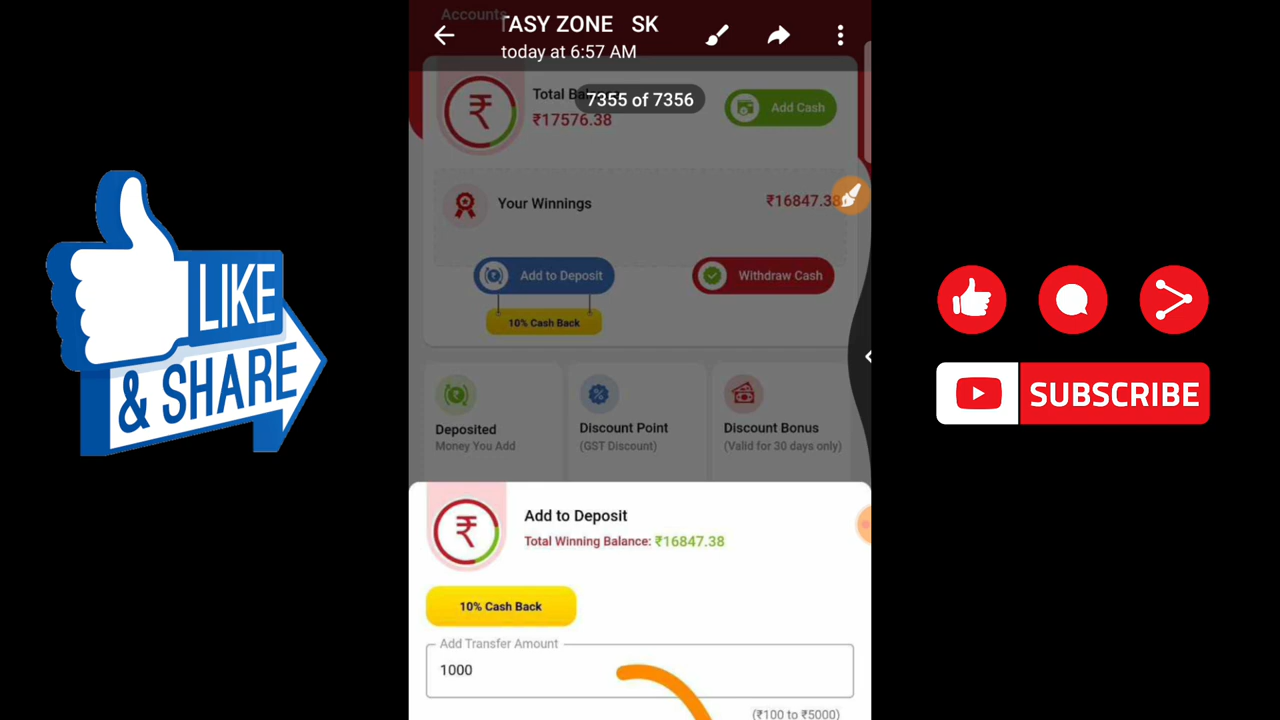 LIKE
& SHARE
Accounts
TASY ZONE SK
today at 6:57 AM
7355 of 7356
Total
₹17576.38
Add Cash
Your Winnings
₹16847.38
Add to Deposit
Withdraw Cash
10% Cash Back
Deposited
Money You Add
Discount Point
(GST Discount)
Discount Bonus
(Valid for 30 days only)
Add to Deposit
Total Winning Balance: ₹16847.38
10% Cash Back
Add Transfer Amount
1000
(₹100 to ₹5000)
SUBSCRIBE